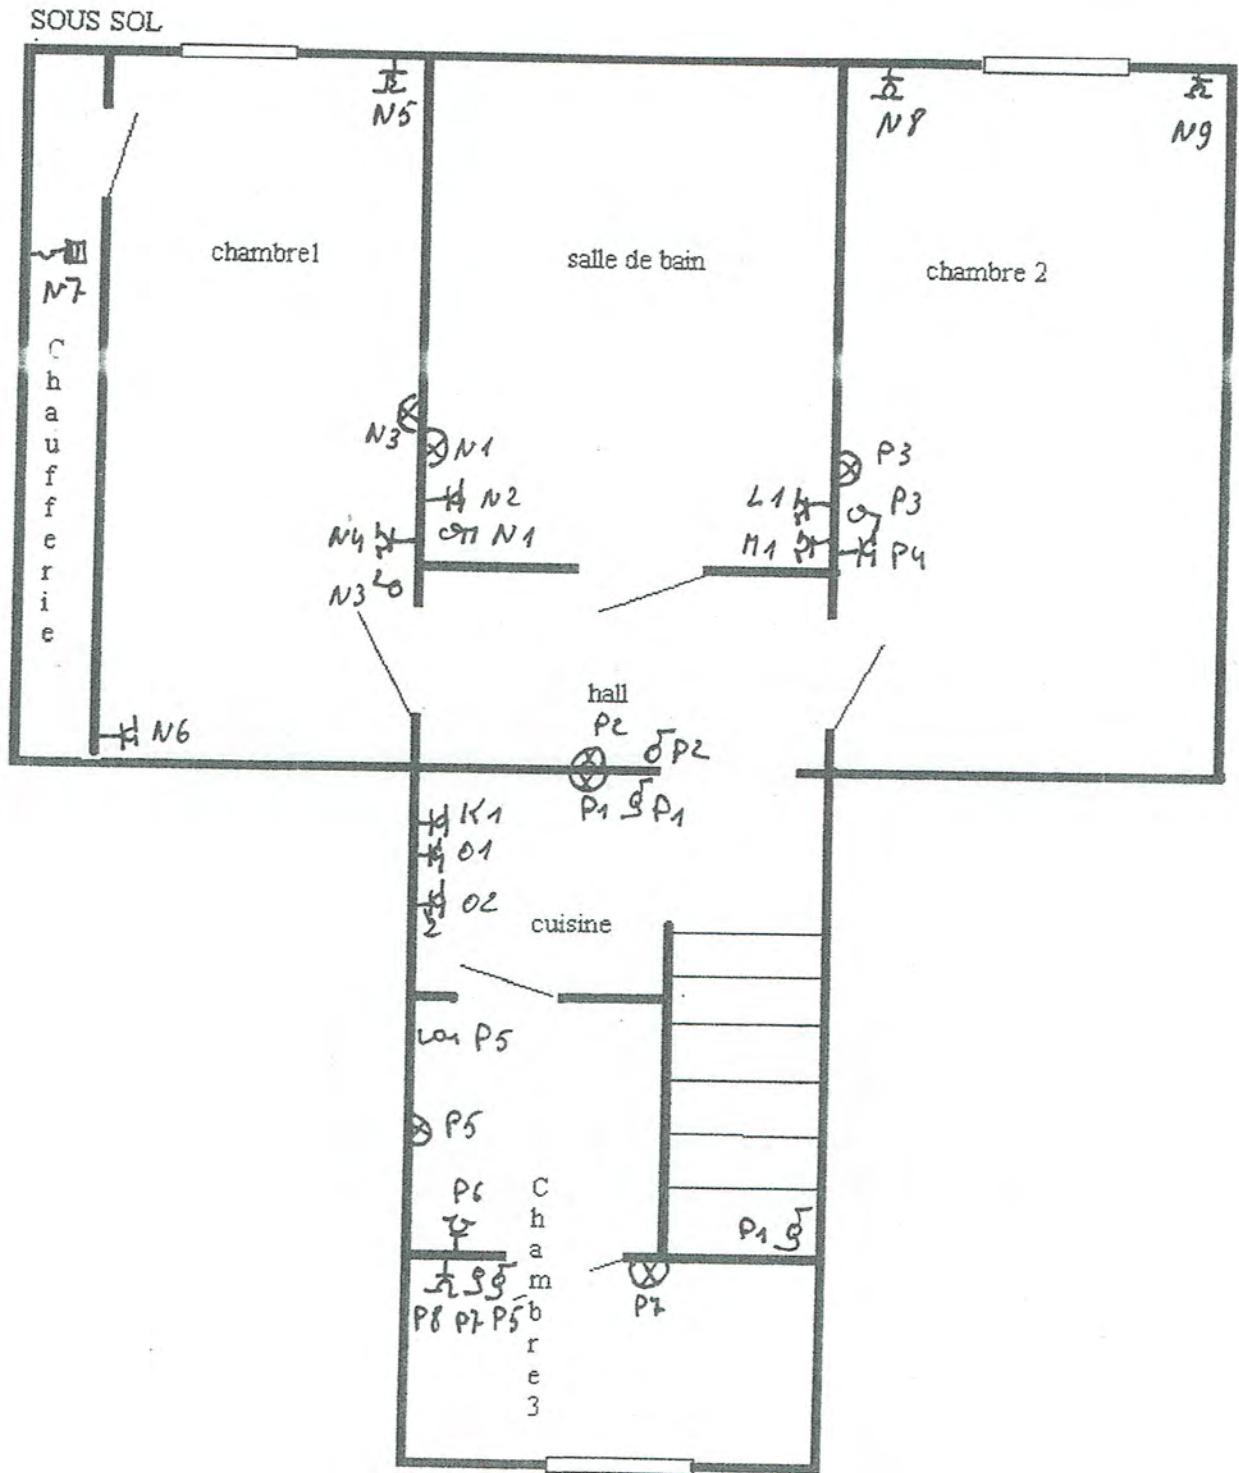 SOUS SOL
N5
N8
N9
chambre1
salle de bain
chambre 2
N7
Chaufferie
N3
N1
P3
N2
L1
P3
N4
N1
M1
P4
N3
hall
P2
P2
N6
P1
P1
K1
O1
O2
2
cuisine
P5
P5
P6
Chambre3
P1
P8
P7
P5
P7